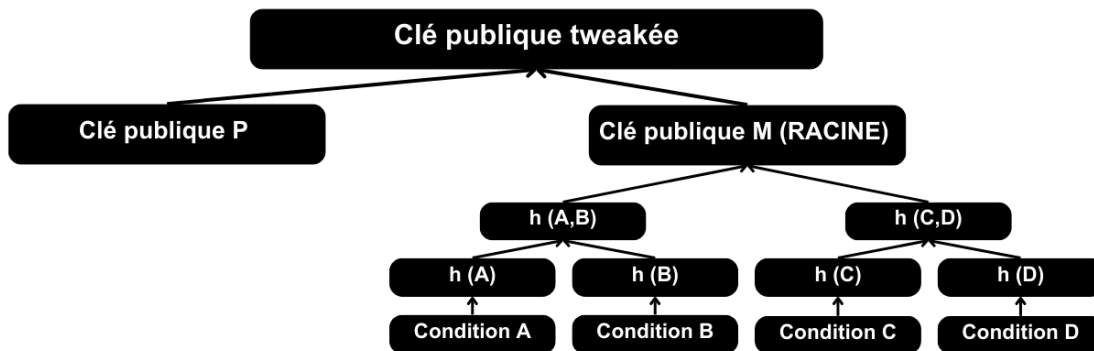 Clé publique tweakée
Clé publique P
Clé publique M (RACINE)
h (A,B)
h (C,D)
h (A)
h (B)
h (C)
h (D)
Condition A
Condition B
Condition C
Condition D